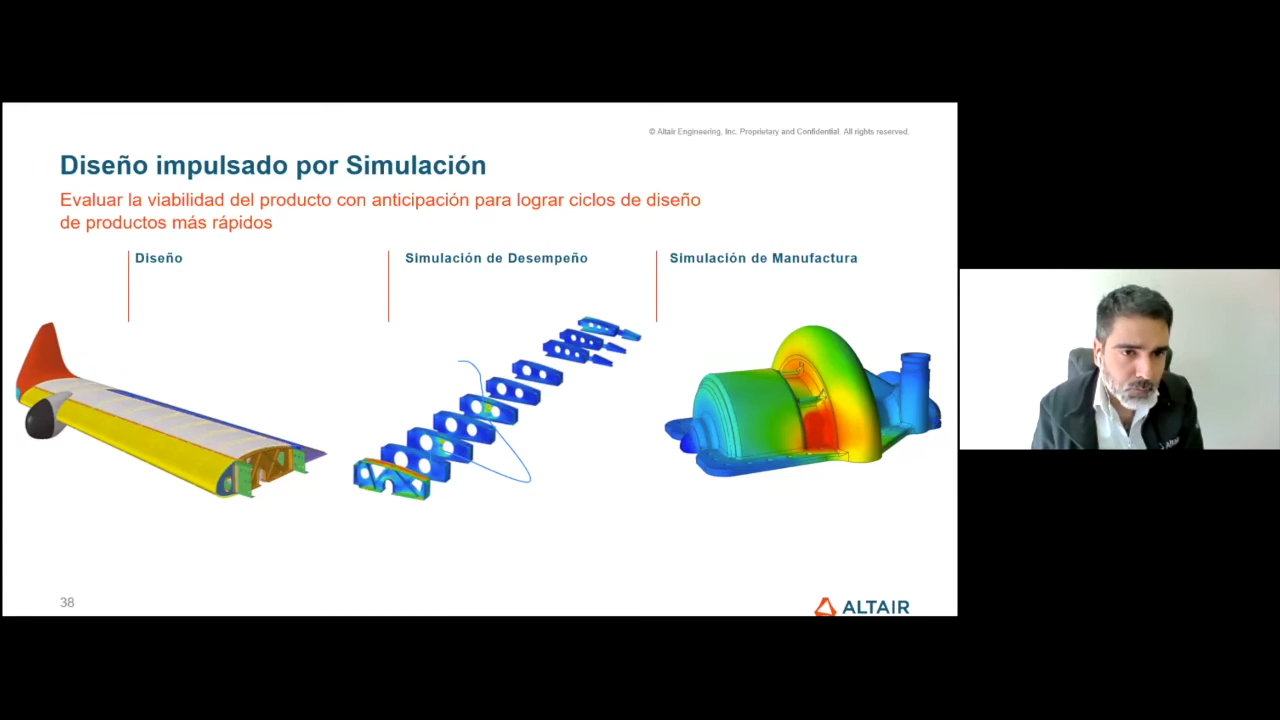 © Altair Engineering, Inc. Proprietary and Confidential. All rights reserved.
Diseño impulsado por Simulación
Evaluar la viabilidad del producto con anticipación para lograr ciclos de diseño
de productos más rápidos
Diseño
Simulación de Desempeño
Simulación de Manufactura
Altair
38
ALTAIR